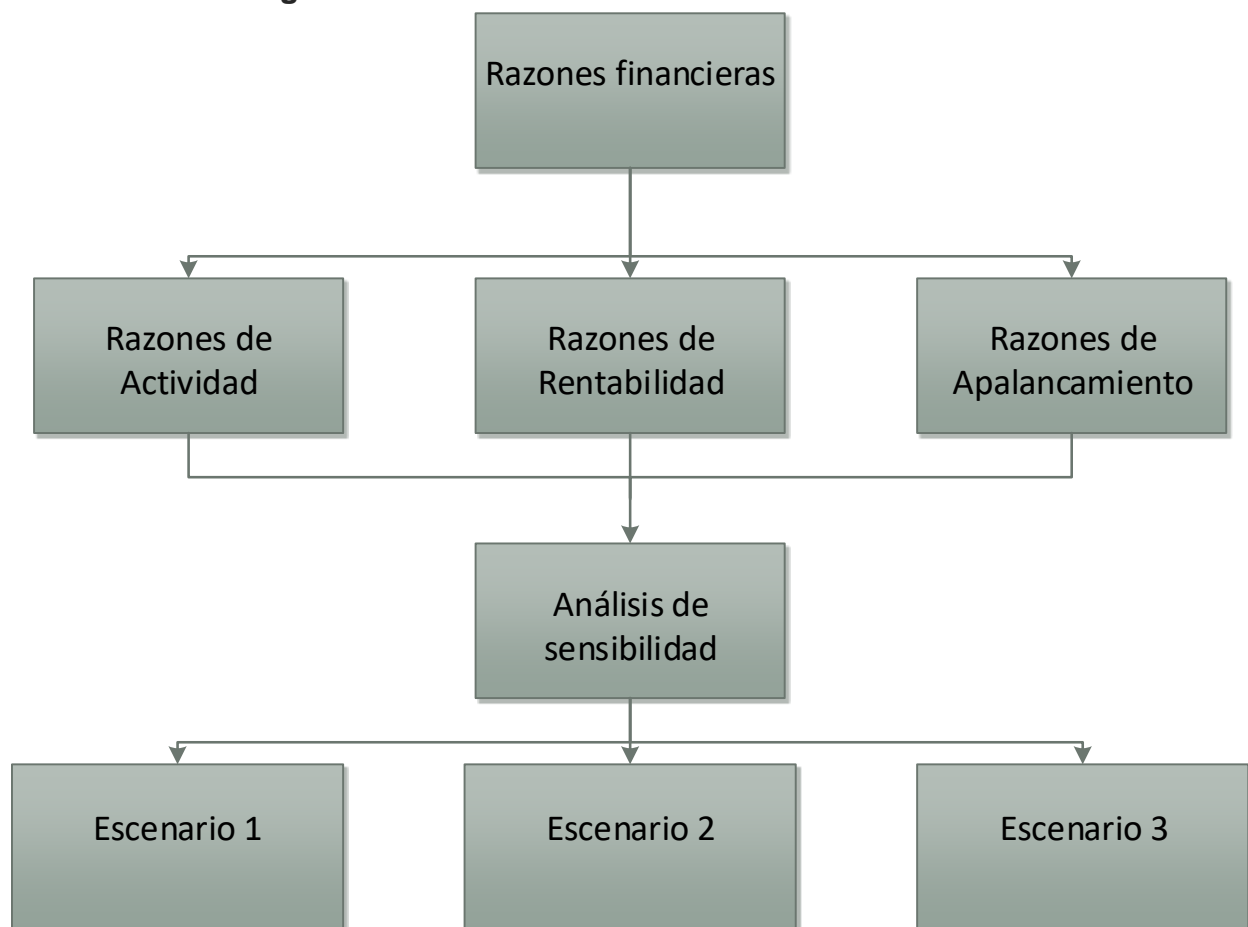 Razones financieras
Razones de
Actividad
Razones de
Rentabilidad
Razones de
Apalancamiento
Análisis de
sensibilidad
Escenario 1
Escenario 2
Escenario 3